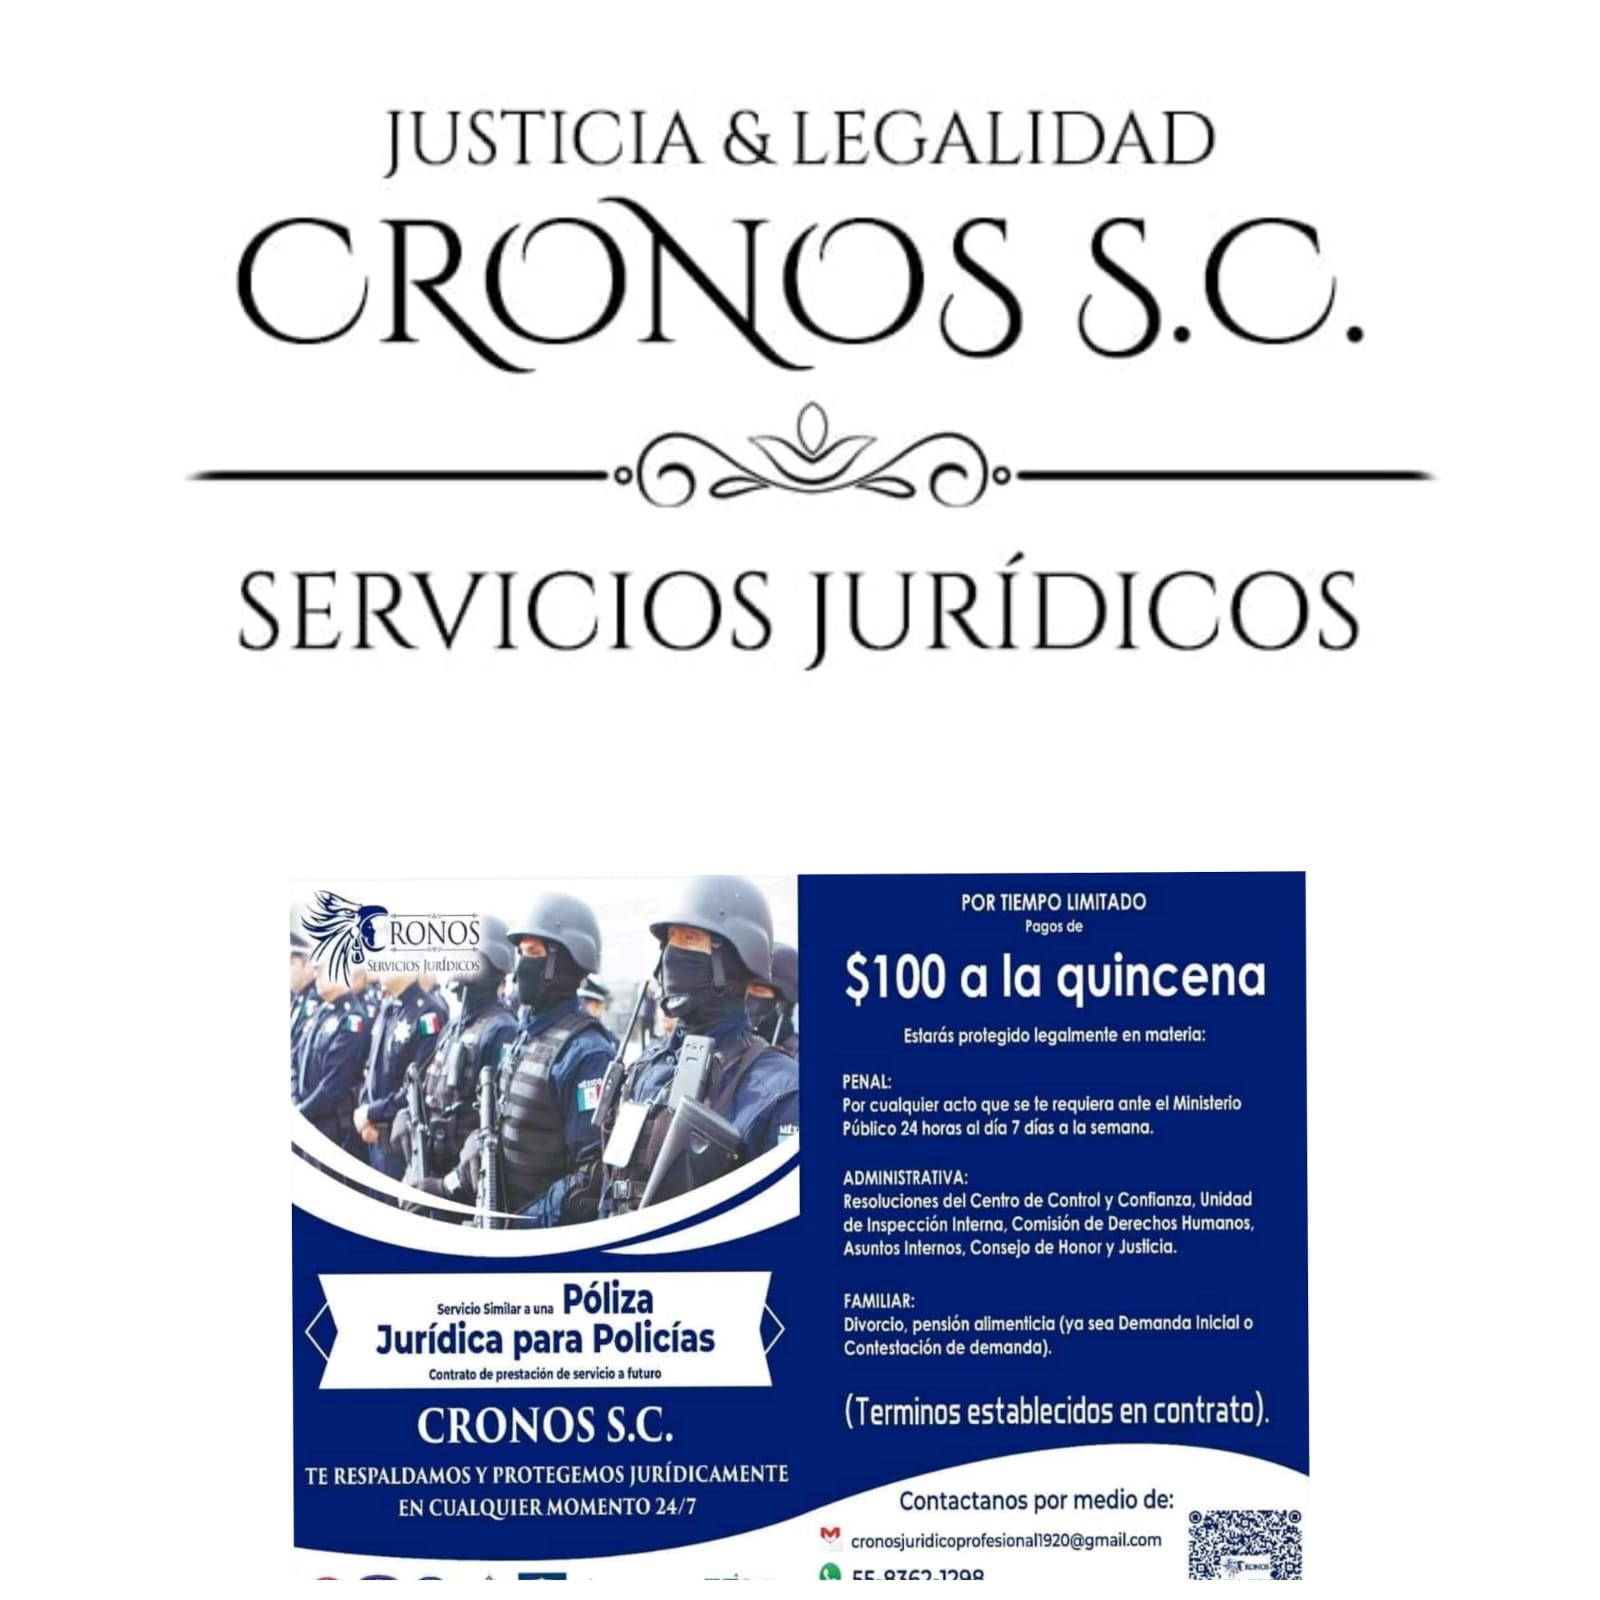 JUSTICIA & LEGALIDAD
CRONOS S.C.
SERVICIOS JURÍDICOS
CRONOS
SERVICIOS JURÍDICOS
MÉXICO
Servicio Similar a una Póliza
Jurídica para Policías
Contrato de prestación de servicio a futuro
CRONOS S.C.
TE RESPALDAMOS Y PROTEGEMOS JURÍDICAMENTE
EN CUALQUIER MOMENTO 24/7
POR TIEMPO LIMITADO
Pagos de
$100 a la quincena
Estarás protegido legalmente en materia:
PENAL:
Por cualquier acto que se te requiera ante el Ministerio
Público 24 horas al día 7 días a la semana.
ADMINISTRATIVA:
Resoluciones del Centro de Control y Confianza, Unidad
de Inspección Interna, Comisión de Derechos Humanos,
Asuntos Internos, Consejo de Honor y Justicia.
FAMILIAR:
Divorcio, pensión alimenticia (ya sea Demanda Inicial o
Contestación de demanda).
(Terminos establecidos en contrato).
Contactanos por medio de:
cronosjuridicoprofesional1920@gmail.com
55-8362-1298
CRONOS